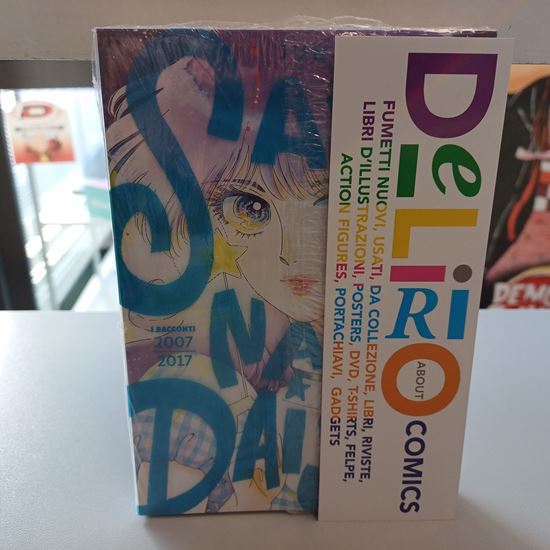 I RACCONTI
2007
2017
DeLiRiO
ABOUT
COMICS
FUMETTI NUOVI, USATI, DA COLLEZIONE, LIBRI, RIVISTE,
LIBRI D'ILLUSTRAZIONI, POSTERS, DVD, T-SHIRTS, FELPE,
ACTION FIGURES, PORTACHIAVI, GADGETS